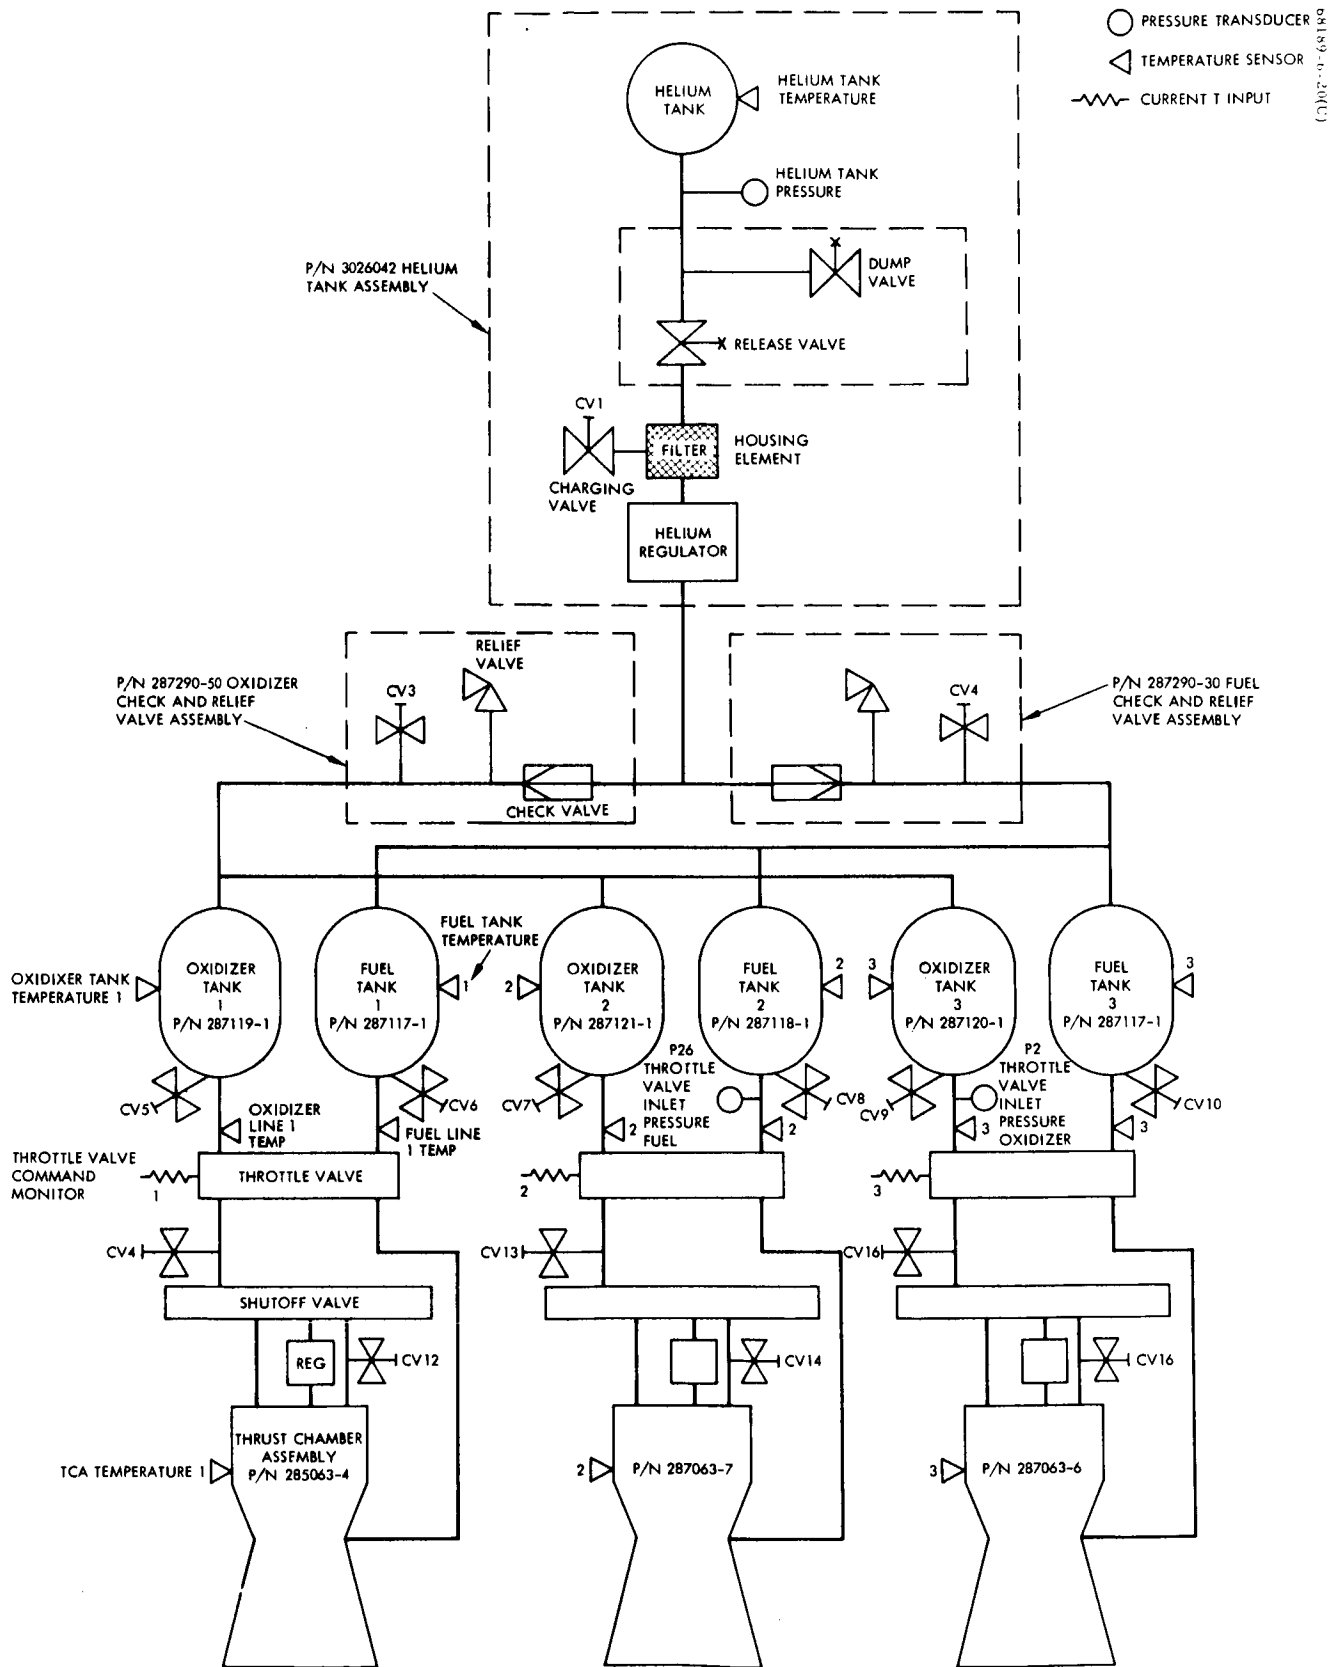 PRESSURE TRANSDUCER
TEMPERATURE SENSOR
CURRENT T INPUT
HELIUM
TANK
HELIUM TANK
TEMPERATURE
HELIUM TANK
PRESSURE
P/N 3026042 HELIUM
TANK ASSEMBLY
DUMP
VALVE
RELEASE VALVE
CV1
FILTER
HOUSING
ELEMENT
CHARGING
VALVE
HELIUM
REGULATOR
P/N 287290-50 OXIDIZER
CHECK AND RELIEF
VALVE ASSEMBLY
CV3
RELIEF
VALVE
CHECK VALVE
CV4
P/N 287290-30 FUEL
CHECK AND RELIEF
VALVE ASSEMBLY
OXIDIXER TANK
TEMPERATURE 1
OXIDIZER
TANK
1
P/N 287119-1
FUEL
TANK
1
P/N 287117-1
1
FUEL TANK
TEMPERATURE
2
OXIDIZER
TANK
2
P/N 287121-1
FUEL
TANK
2
P/N 287118-1
2
3
OXIDIZER
TANK
3
P/N 287120-1
FUEL
TANK
3
P/N 287117-1
3
CV5
OXIDIZER
LINE 1
TEMP
CV6
FUEL LINE
1 TEMP
CV7
2
P26
THROTTLE
VALVE
INLET
PRESSURE
FUEL
CV8
2
CV9
3
P2
THROTTLE
VALVE
INLET
PRESSURE
OXIDIZER
CV10
3
THROTTLE VALVE
COMMAND
MONITOR
1
THROTTLE VALVE
2
3
CV4
CV13
CV16
SHUTOFF VALVE
REG
CV12
CV14
CV16
TCA TEMPERATURE 1
THRUST CHAMBER
ASSEMBLY
P/N 285063-4
2
P/N 287063-7
3
P/N 287063-6